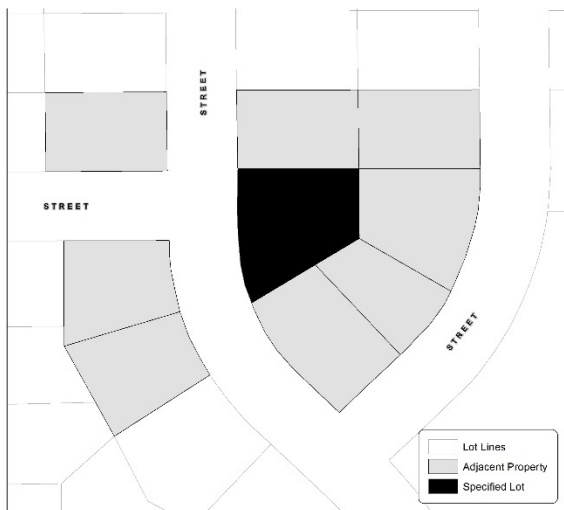 STREET
STREET
STREET
Lot Lines
Adjacent Property
Specified Lot